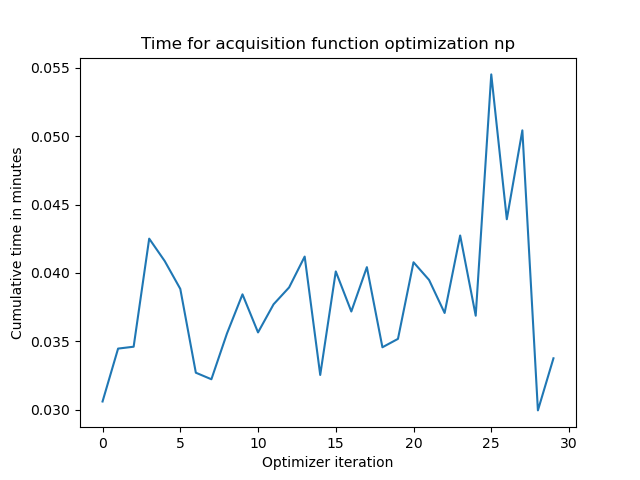 Time for acquisition function optimization np
Cumulative time in minutes
0.055
0.050
0.045
0.040
0.035
0.030
0 5 10 15 20 25 30
Optimizer iteration